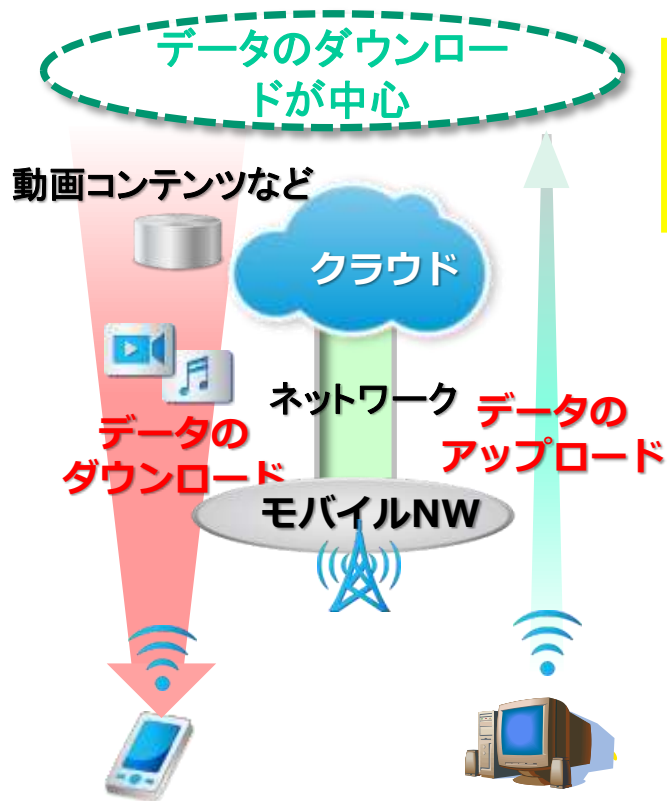 データのダウンロー
ドが中心
動画コンテンツなど
クラウド
ネットワーク
データの
アップロード
データの
ダウンロード
モバイルNW